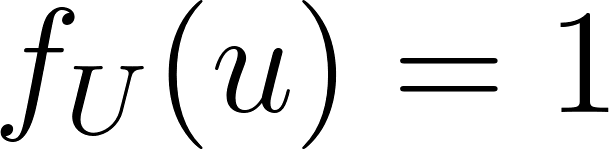 f_U(u) = 1